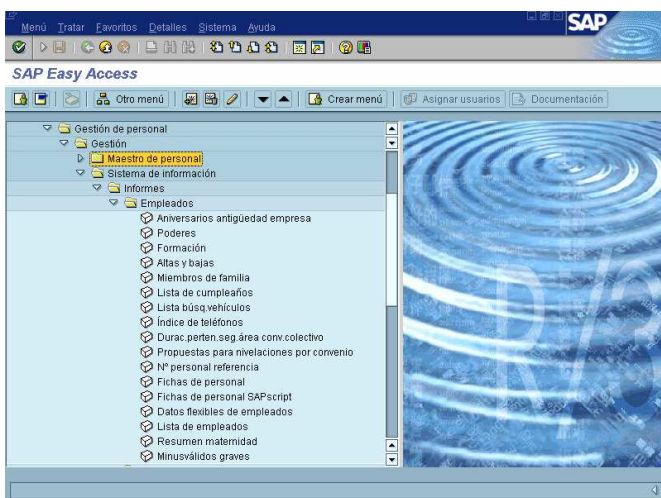 Menú Tratar Favoritos Detalles Sistema Ayuda
SAP
SAP Easy Access
Otro menú Crear menú Asignar usuarios Documentación
Gestión de personal
Gestión
Maestro de personal
Sistema de información
Informes
Empleados
Aniversarios antigüedad empresa
Poderes
Formación
Altas y bajas
Miembros de familia
Lista de cumpleaños
Lista búsq.vehículos
Índice de teléfonos
Durac.perten.seg.área conv.colectivo
Propuestas para nivelaciones por convenio
Nº personal referencia
Fichas de personal
Fichas de personal SAPscript
Datos flexibles de empleados
Lista de empleados
Resumen maternidad
Minusválidos graves
R/3